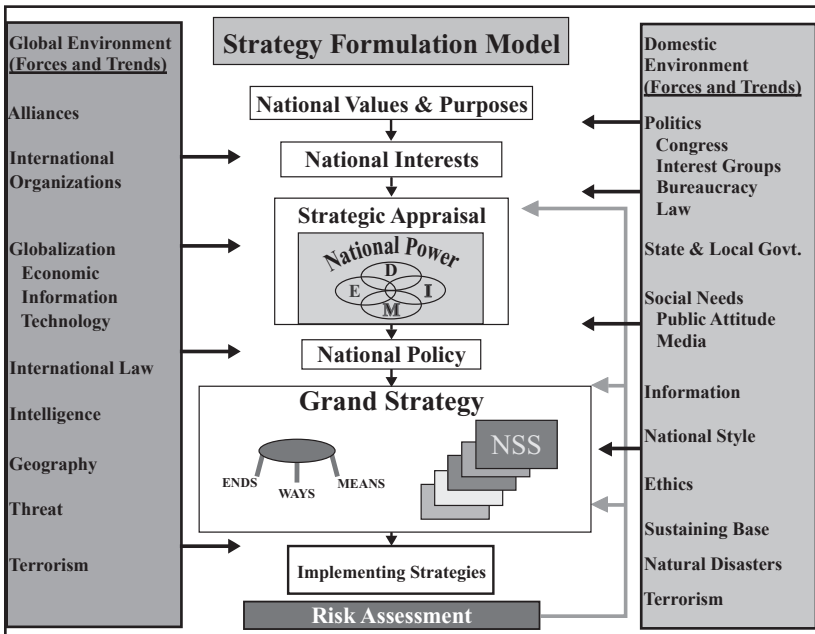 Strategy Formulation Model
Global Environment
(Forces and Trends)
Alliances
International
Organizations
Globalization
Economic
Information
Technology
International Law
Intelligence
Geography
Threat
Terrorism
National Values & Purposes
National Interests
Strategic Appraisal
National Power
D
E
I
M
National Policy
Grand Strategy
NSS
ENDS
WAYS
MEANS
Implementing Strategies
Risk Assessment
Domestic
Environment
(Forces and Trends)
Politics
Congress
Interest Groups
Bureaucracy
Law
State & Local Govt.
Social Needs
Public Attitude
Media
Information
National Style
Ethics
Sustaining Base
Natural Disasters
Terrorism